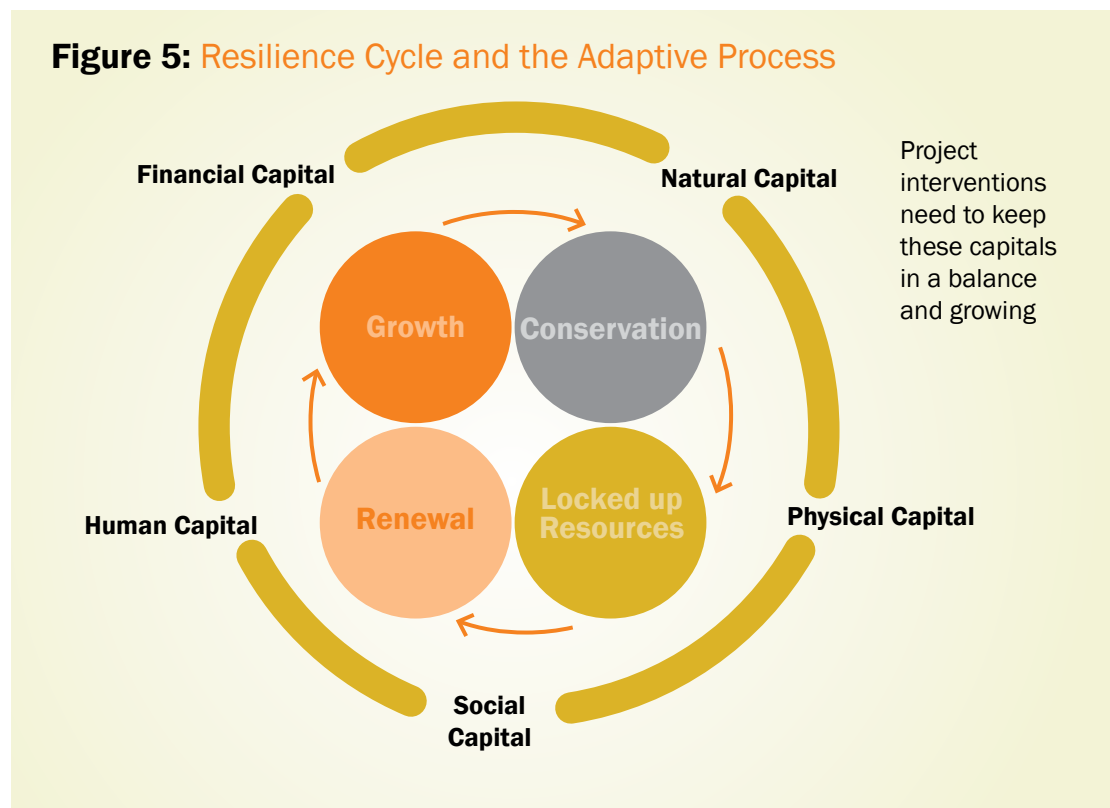 Figure 5: Resilience Cycle and the Adaptive Process
Financial Capital
Natural Capital
Project
interventions
need to keep
these capitals
in a balance
and growing
Growth
Conservation
Renewal
Locked up
Resources
Human Capital
Physical Capital
Social
Capital